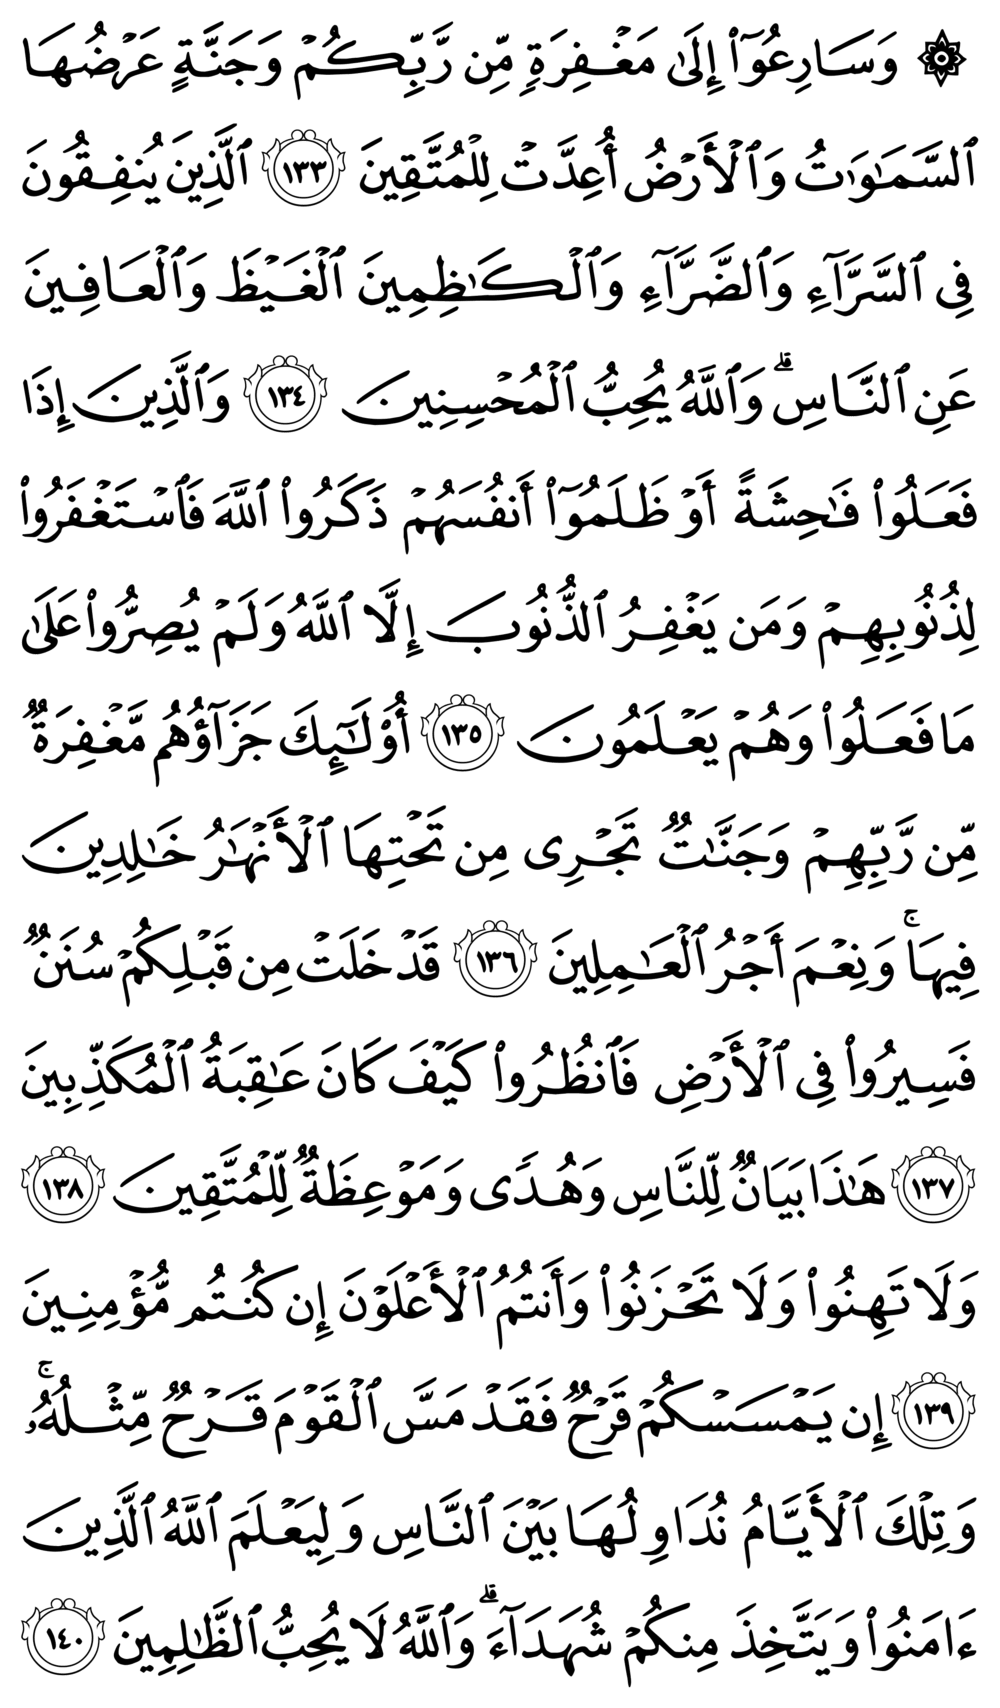 ۞ وَسَارِعُوٓا۟ إِلَىٰ مَغْفِرَةٍ مِّن رَّبِّكُمْ وَجَنَّةٍ عَرْضُهَا
ٱلسَّمَٰوَٰتُ وَٱلْأَرْضُ أُعِدَّتْ لِلْمُتَّقِينَ ١٣٣ ٱلَّذِينَ يُنفِقُونَ
فِى ٱلسَّرَّآءِ وَٱلضَّرَّآءِ وَٱلْكَٰظِمِينَ ٱلْغَيْظَ وَٱلْعَافِينَ
عَنِ ٱلنَّاسِ ۗ وَٱللَّهُ يُحِبُّ ٱلْمُحْسِنِينَ ١٣٤ وَٱلَّذِينَ إِذَا
فَعَلُوا۟ فَٰحِشَةً أَوْ ظَلَمُوٓا۟ أَنفُسَهُمْ ذَكَرُوا۟ ٱللَّهَ فَٱسْتَغْفَرُوا۟
لِذُنُوبِهِمْ وَمَن يَغْفِرُ ٱلذُّنُوبَ إِلَّا ٱللَّهُ وَلَمْ يُصِرُّوا۟ عَلَىٰ
مَا فَعَلُوا۟ وَهُمْ يَعْلَمُونَ ١٣٥ أُو۟لَٰٓئِكَ جَزَآؤُهُم مَّغْفِرَةٌ
مِّن رَّبِّهِمْ وَجَنَّٰتٌ تَجْرِى مِن تَحْتِهَا ٱلْأَنْهَٰرُ خَٰلِدِينَ
فِيهَا ۚ وَنِعْمَ أَجْرُ ٱلْعَٰمِلِينَ ١٣٦ قَدْ خَلَتْ مِن قَبْلِكُمْ سُنَنٌ
فَسِيرُوا۟ فِى ٱلْأَرْضِ فَٱنظُرُوا۟ كَيْفَ كَانَ عَٰقِبَةُ ٱلْمُكَذِّبِينَ
١٣٧ هَٰذَا بَيَانٌ لِّلنَّاسِ وَهُدًى وَمَوْعِظَةٌ لِّلْمُتَّقِينَ ١٣٨
وَلَا تَهِنُوا۟ وَلَا تَحْزَنُوا۟ وَأَنتُمُ ٱلْأَعْلَوْنَ إِن كُنتُم مُّؤْمِنِينَ
١٣٩ إِن يَمْسَسْكُمْ قَرْحٌ فَقَدْ مَسَّ ٱلْقَوْمَ قَرْحٌ مِّثْلُهُۥ ۚ
وَتِلْكَ ٱلْأَيَّامُ نُدَاوِلُهَا بَيْنَ ٱلنَّاسِ وَلِيَعْلَمَ ٱللَّهُ ٱلَّذِينَ
ءَامَنُوا۟ وَيَتَّخِذَ مِنكُمْ شُهَدَآءَ ۗ وَٱللَّهُ لَا يُحِبُّ ٱلظَّٰلِمِينَ ١٤٠